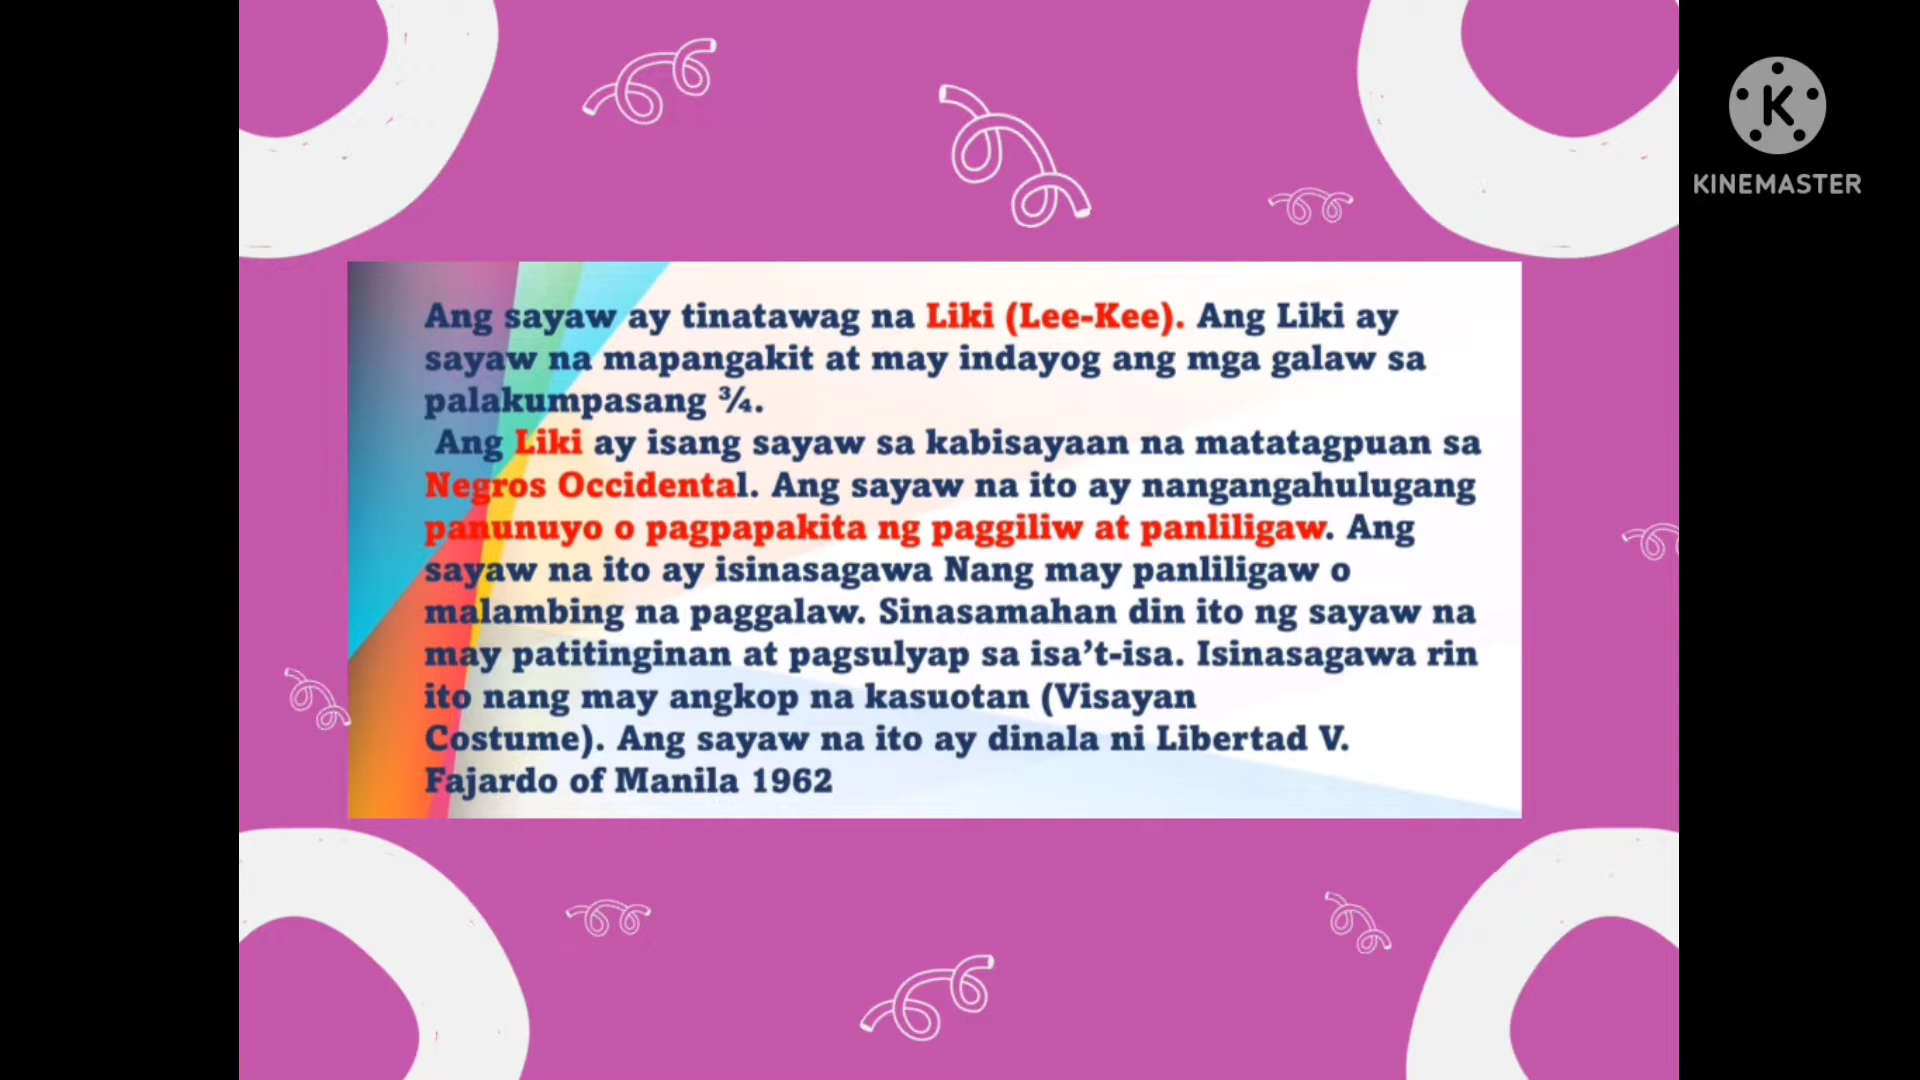 Ang sayaw ay tinatawag na Liki (Lee-Kee). Ang Liki ay
sayaw na mapangakit at may indayog ang mga galaw sa
palakumpasang ¾.
Ang Liki ay isang sayaw sa kabisayaan na matatagpuan sa
Negros Occidental. Ang sayaw na ito ay nangangahulugang
panunuyo o pagpapakita ng paggiliw at panliligaw. Ang
sayaw na ito ay isinasagawa Nang may panliligaw o
malambing na paggalaw. Sinasamahan din ito ng sayaw na
may patitinginan at pagsulyap sa isa’t-isa. Isinasagawa rin
ito nang may angkop na kasuotan (Visayan
Costume). Ang sayaw na ito ay dinala ni Libertad V.
Fajardo of Manila 1962
K
KINEMASTER